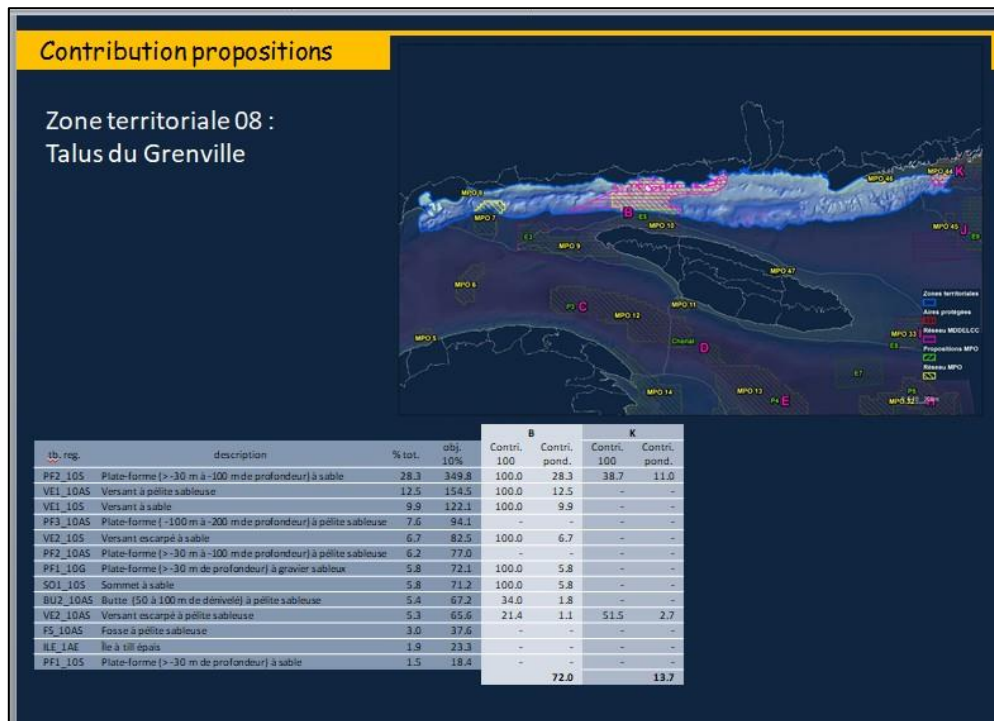 Contribution propositions
Zone territoriale 08 :
Talus du Grenville
MPO 8
MPO 7
B
E5
MPO 10
MPO 46
MPO 44
K
E3
MPO 9
MPO 45
J
E9
MPO 47
MPO 6
P3
C
MPO 12
MPO 11
MPO 5
Chenal
D
MPO 33
E8
MPO 14
MPO 13
P4
E
E7
P5
MPO 32
Zones territoriales
Aires protégées
Réseau MDDELCC
Propositions MPO
Réseau MPO
B K
tb. reg. description % tot. obj. 10% Contri. 100 Contri. pond. Contri. 100 Contri. pond.
PF2_10S Plate-forme (>-30 m à -100 m de profondeur) à sable 28.3 349.8 100.0 28.3 38.7 11.0
VE1_10AS Versant à pélite sableuse 12.5 154.5 100.0 12.5 - -
VE1_10S Versant à sable 9.9 122.1 100.0 9.9 - -
PF3_10AS Plate-forme ( -100 m à -200 m de profondeur) à pélite sableuse 7.6 94.1 - - - -
VE2_10S Versant escarpé à sable 6.7 82.5 100.0 6.7 - -
PF2_10AS Plate-forme (>-30 m à -100 m de profondeur) à pélite sableuse 6.2 77.0 - - - -
PF1_10G Plate-forme (>-30 m de profondeur) à gravier sableux 5.8 72.1 100.0 5.8 - -
SO1_10S Sommet à sable 5.8 71.2 100.0 5.8 - -
BU2_10AS Butte (50 à 100 m de dénivelé) à pélite sableuse 5.4 67.2 34.0 1.8 - -
VE2_10AS Versant escarpé à pélite sableuse 5.3 65.6 21.4 1.1 51.5 2.7
FS_10AS Fosse à pélite sableuse 3.0 37.6 - - - -
ILE_1AE Île à till épais 1.9 23.3 - - - -
PF1_10S Plate-forme (>-30 m de profondeur) à sable 1.5 18.4 - - - -
72.0 13.7